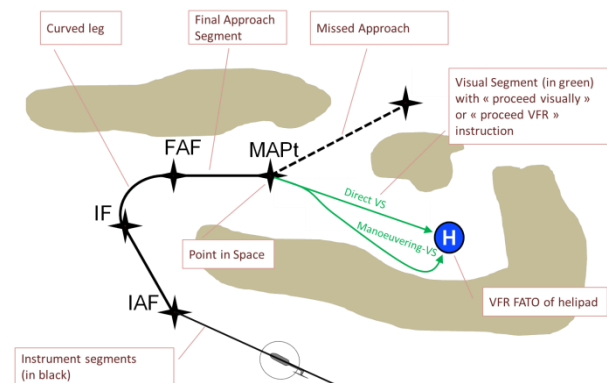 Curved leg
Final Approach
Segment
Missed Approach
Visual Segment (in green)
with « proceed visually »
or « proceed VFR »
instruction
FAF
MAPt
Direct VS
IF
Manoeuvering-VS
H
Point in Space
IAF
VFR FATO of helipad
Instrument segments
(in black)